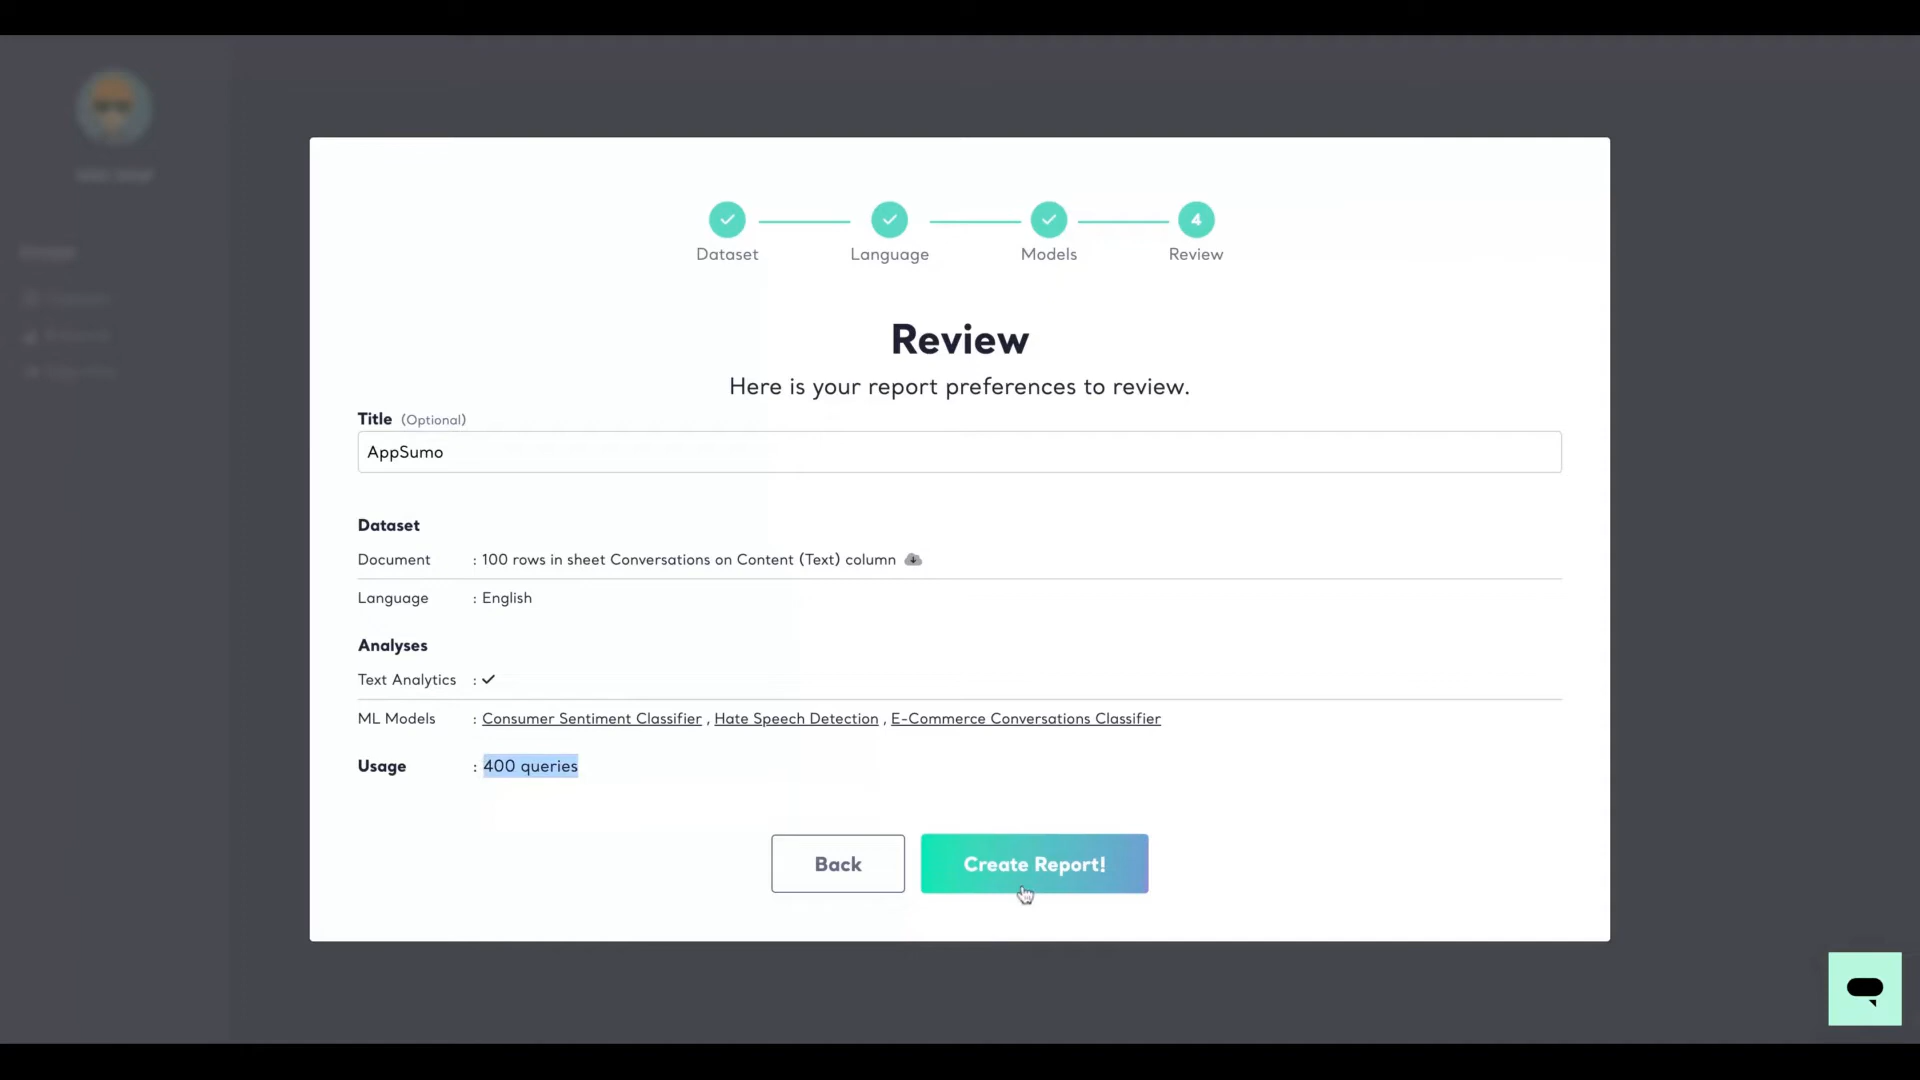 4
Dataset
Language
Models
Review
Review
Here is your report preferences to review.
Title (Optional)
AppSumo
Dataset
Document : 100 rows in sheet Conversations on Content (Text) column
Language : English
Analyses
Text Analytics :
ML Models : Consumer Sentiment Classifier , Hate Speech Detection , E-Commerce Conversations Classifier
Usage : 400 queries
Back
Create Report!